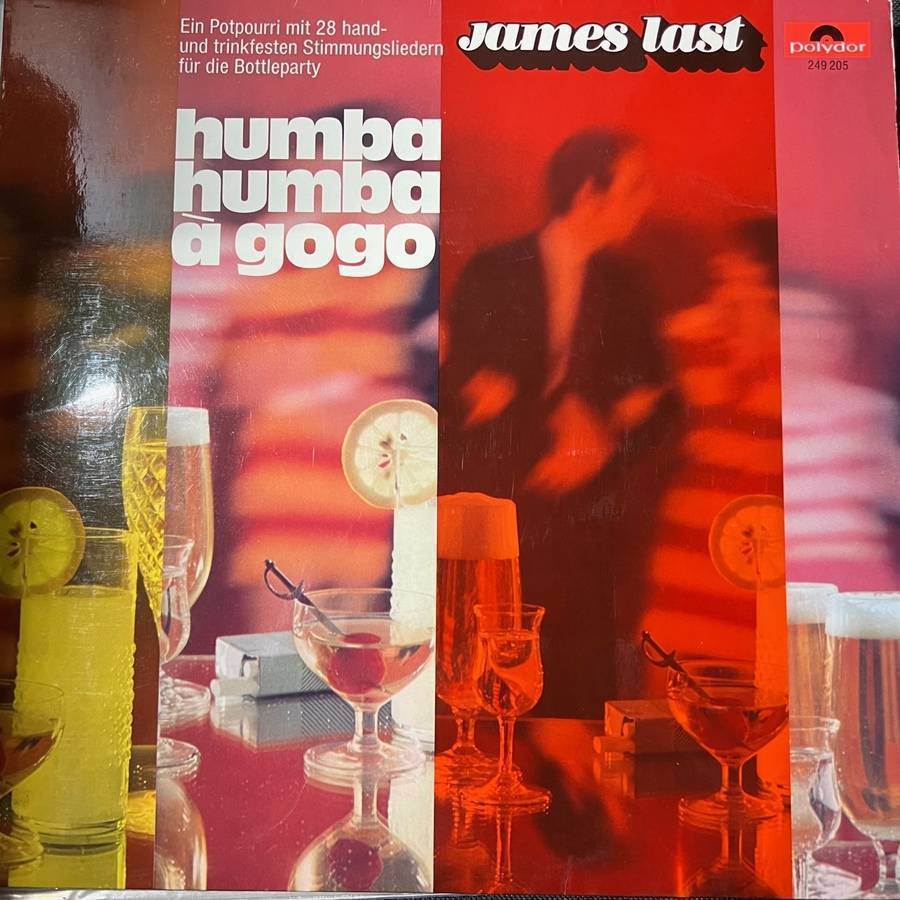 Ein Potpourri mit 28 hand-
und trinkfesten Stimmungsliedern
für die Bottleparty
humba
humba
à gogo
james last
polydor
249 205